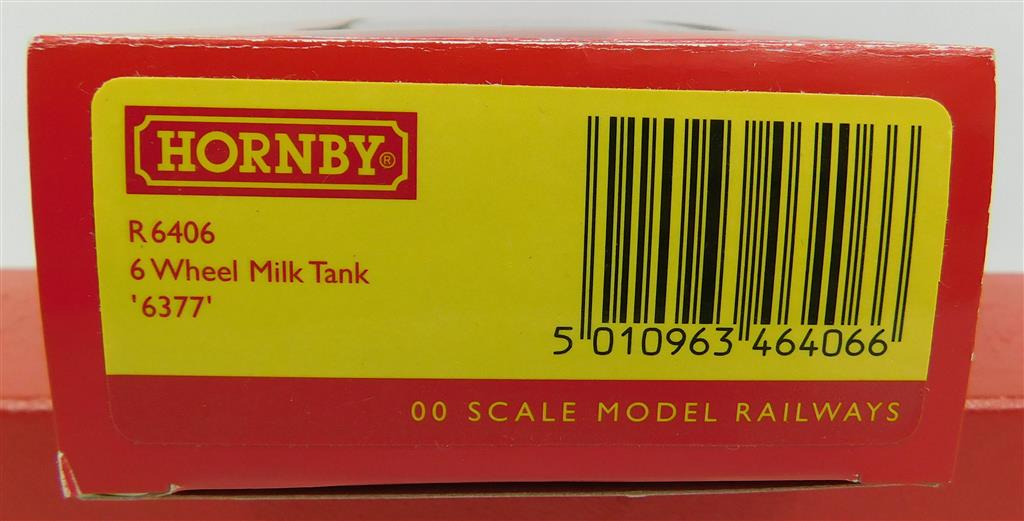 HORNBY®
R6406
6 Wheel Milk Tank
'6377'
5 010963 464066
00 SCALE MODEL RAILWAYS